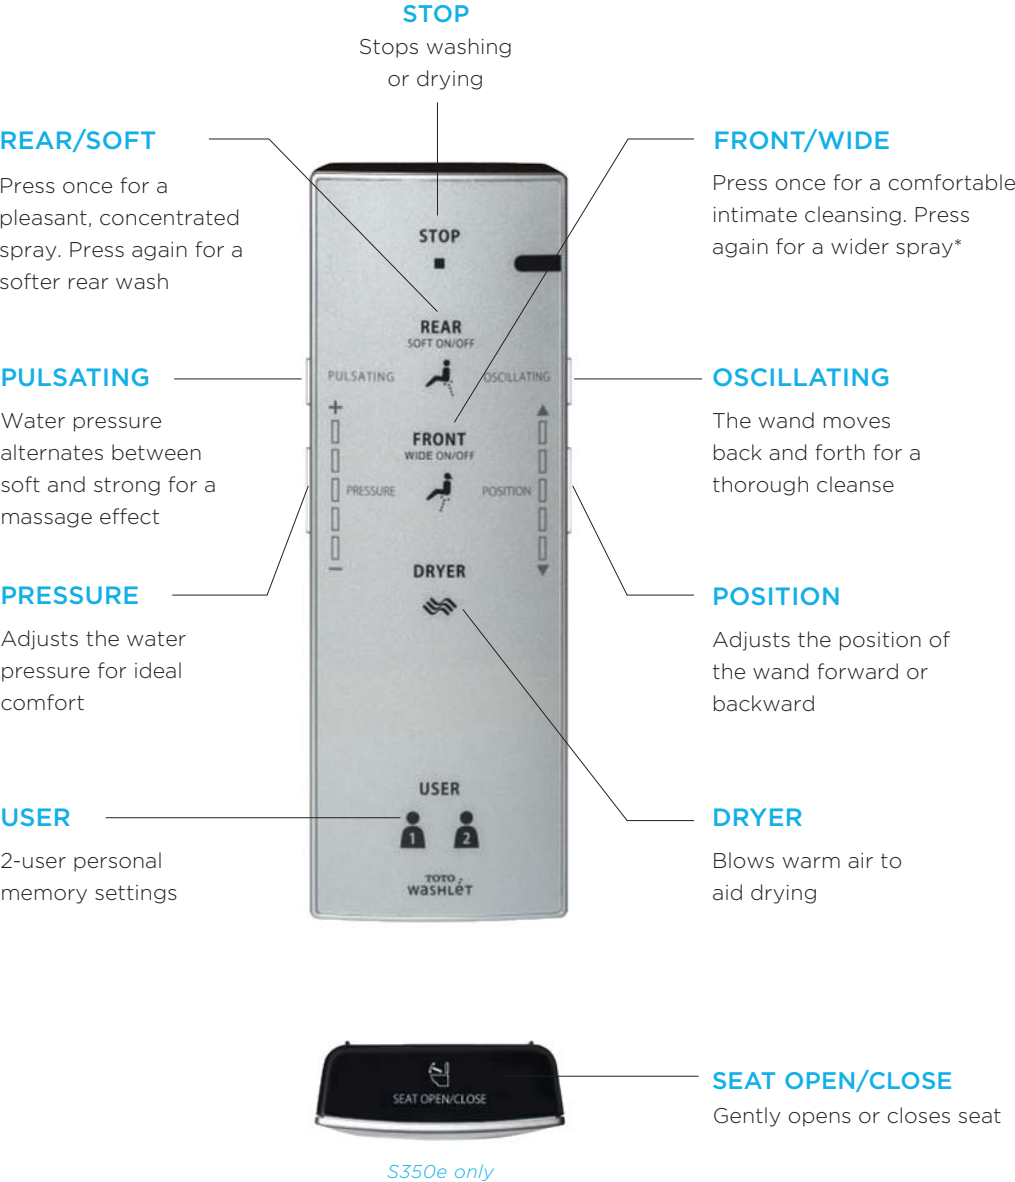 STOP
Stops washing
or drying
REAR/SOFT
Press once for a
pleasant, concentrated
spray. Press again for a
softer rear wash
FRONT/WIDE
Press once for a comfortable
intimate cleansing. Press
again for a wider spray*
PULSATING
Water pressure
alternates between
soft and strong for a
massage effect
OSCILLATING
The wand moves
back and forth for a
thorough cleanse
PRESSURE
Adjusts the water
pressure for ideal
comfort
POSITION
Adjusts the position of
the wand forward or
backward
USER
2-user personal
memory settings
DRYER
Blows warm air to
aid drying
STOP
REAR
SOFT ON/OFF
PULSATING
OSCILLATING
+
FRONT
WIDE ON/OFF
PRESSURE
POSITION
–
DRYER
USER
1 2
TOTO
WASHLET
SEAT OPEN/CLOSE
SEAT OPEN/CLOSE
Gently opens or closes seat
S350e only